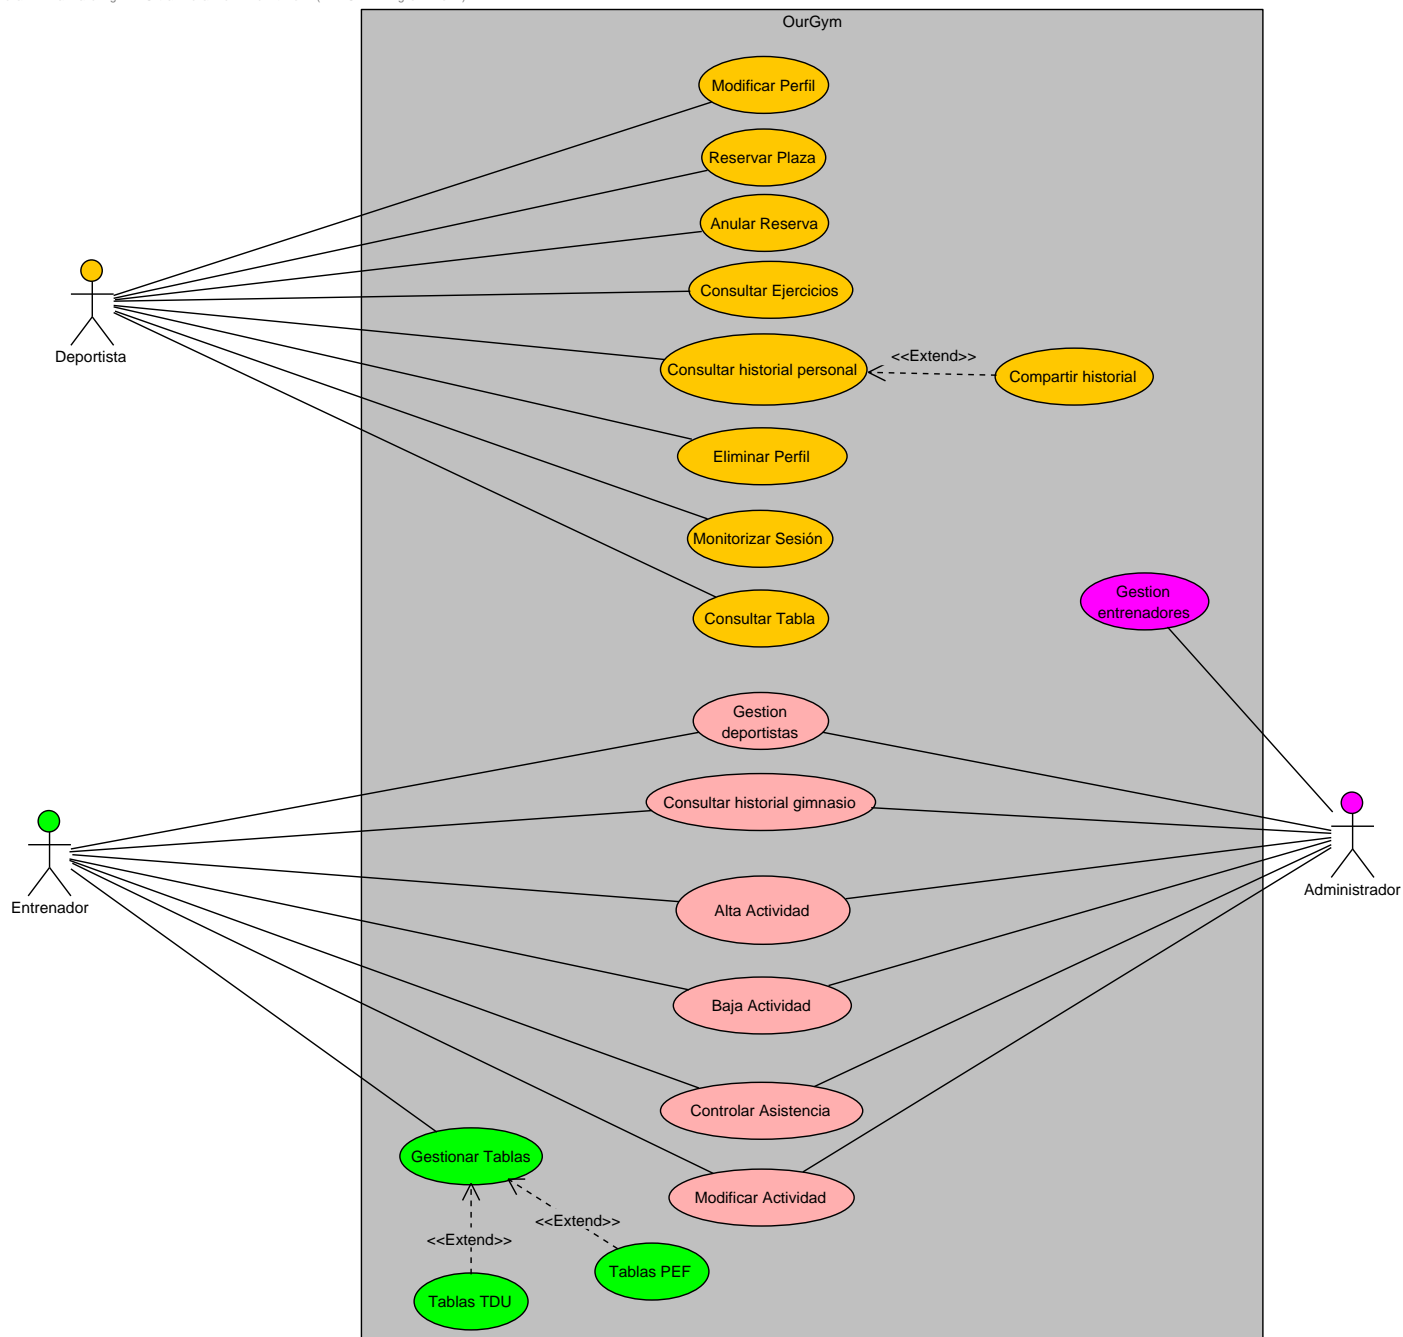 OurGym
Modificar Perfil
Reservar Plaza
Anular Reserva
Consultar Ejercicios
Deportista
Consultar historial personal
<<Extend>>
Compartir historial
Eliminar Perfil
Monitorizar Sesión
Gestion
entrenadores
Consultar Tabla
Gestion
deportistas
Consultar historial gimnasio
Entrenador
Administrador
Alta Actividad
Baja Actividad
Controlar Asistencia
Gestionar Tablas
Modificar Actividad
<<Extend>>
<<Extend>>
Tablas PEF
Tablas TDU